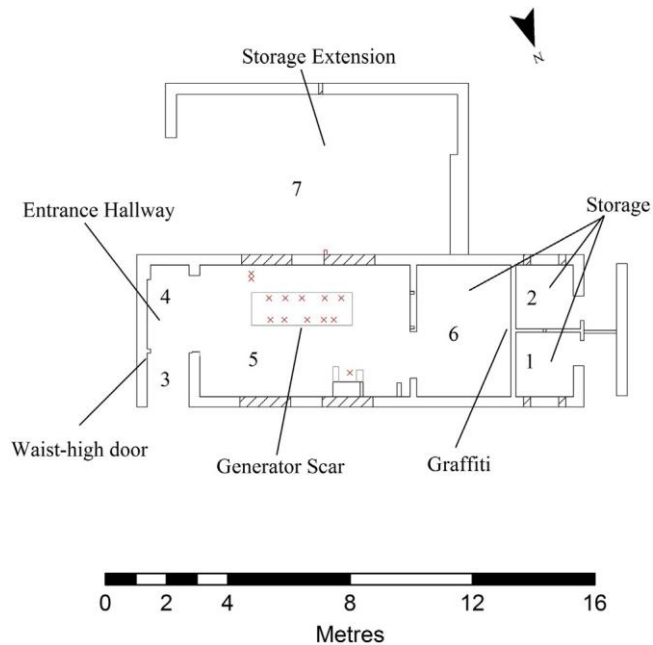 N
Storage Extension
7
Storage
Entrance Hallway
4
2
6
5
1
3
Waist-high door
Generator Scar
Graffiti
0 2 4 8 12 16
Metres